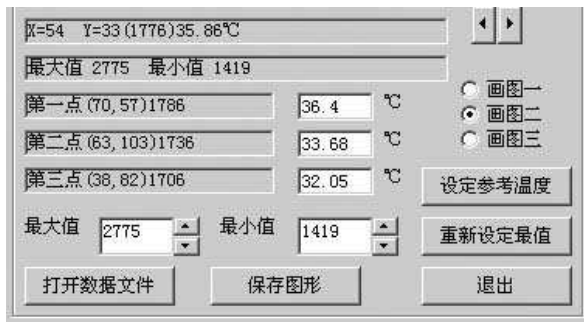 X=54 Y=33(1776)35.86℃
最大值 2775 最小值 1419
第一点(70,57)1786 36.4 ℃
画图一
第二点(63,103)1736 33.68 ℃
画图二
第三点(38,82)1706 32.05 ℃
画图三
设定参考温度
最大值 2775 最小值 1419 重新设定最值
打开数据文件 保存图形 退出